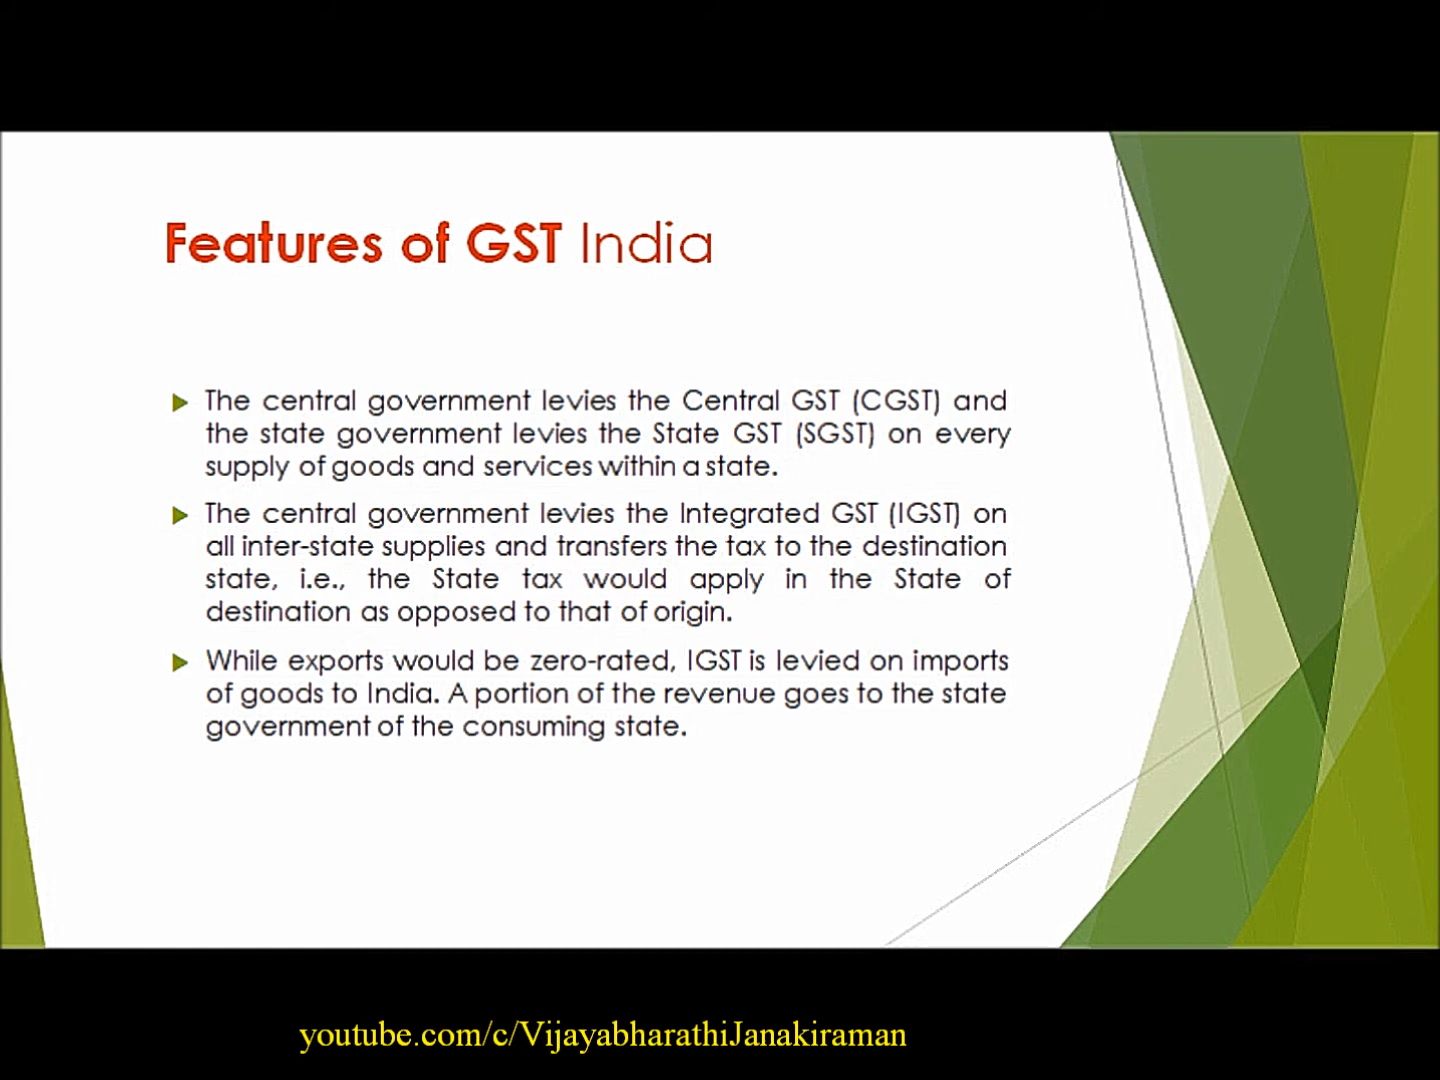 Features of GST India
The central government levies the Central GST (CGST) and
the state government levies the State GST (SGST) on every
supply of goods and services within a state.
The central government levies the Integrated GST (IGST) on
all inter-state supplies and transfers the tax to the destination
state, i.e., the State tax would apply in the State of
destination as opposed to that of origin.
While exports would be zero-rated, IGST is levied on imports
of goods to India. A portion of the revenue goes to the state
government of the consuming state.
youtube.com/c/VijayabharathiJanakiraman